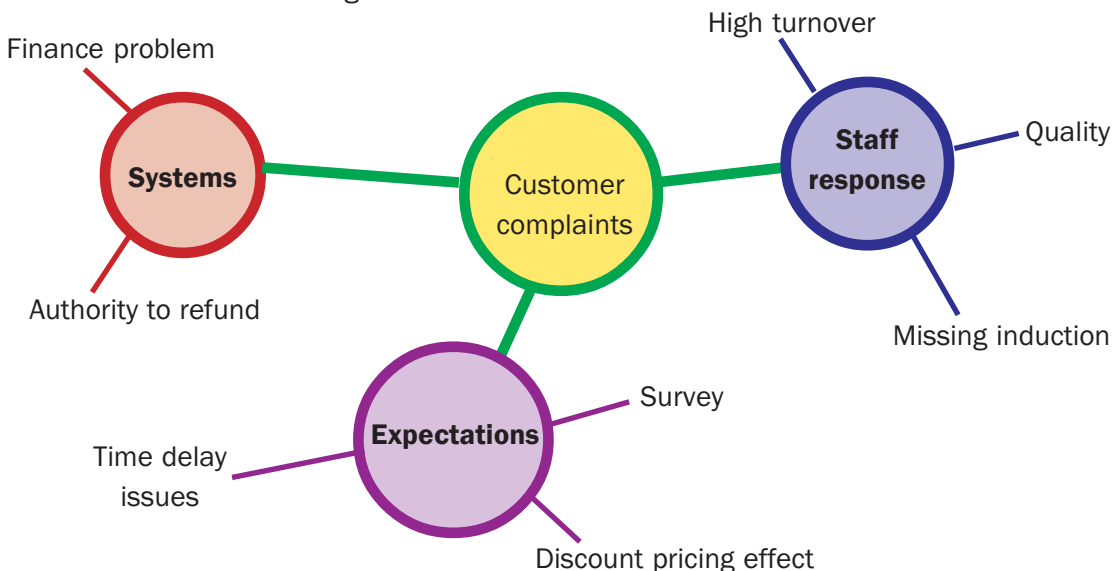 High turnover
Finance problem
Quality
Staff
response
Systems
Customer
complaints
Authority to refund
Missing induction
Survey
Expectations
Time delay
issues
Discount pricing effect